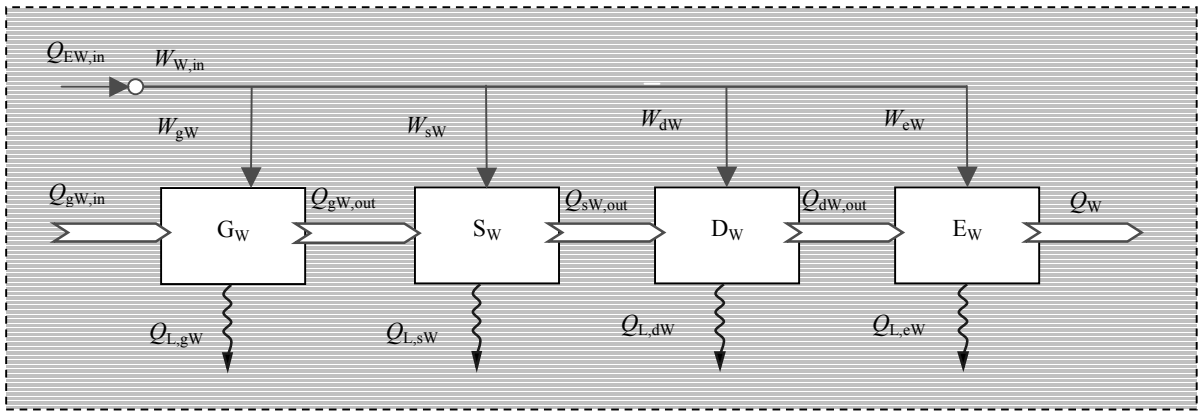 Q_EW,in
W_W,in
W_gW W_sW W_dW W_eW
Q_gW,in Q_gW,out Q_sW,out Q_dW,out Q_W
G_W S_W D_W E_W
Q_L,gW Q_L,sW Q_L,dW Q_L,eW